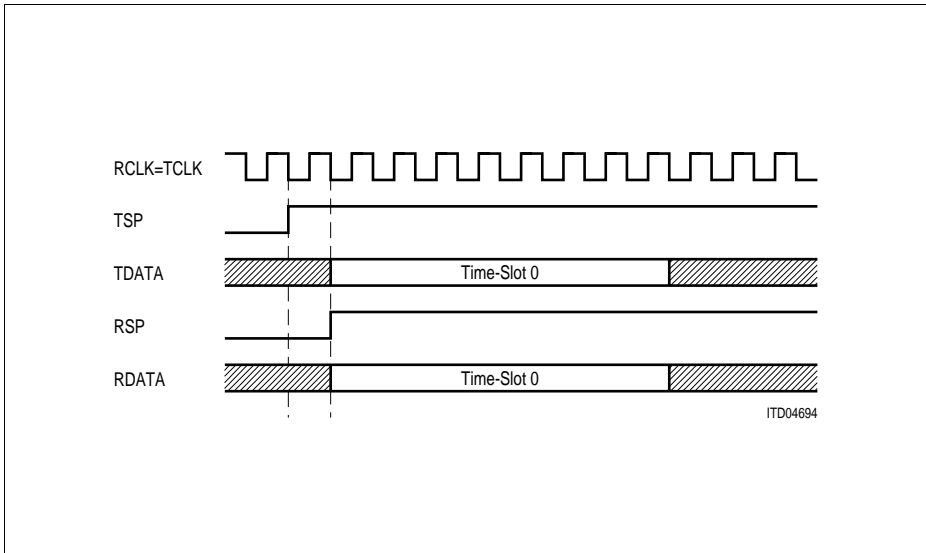 RCLK=TCLK
TSP
TDATA Time-Slot 0
RSP
RDATA Time-Slot 0
ITD04694